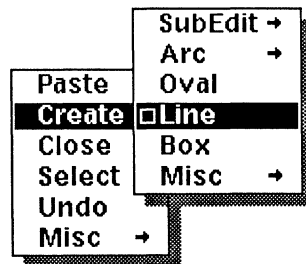 SubEdit →
Arc →
Oval
Line
Box
Misc →
Paste
Create
Close
Select
Undo
Misc →